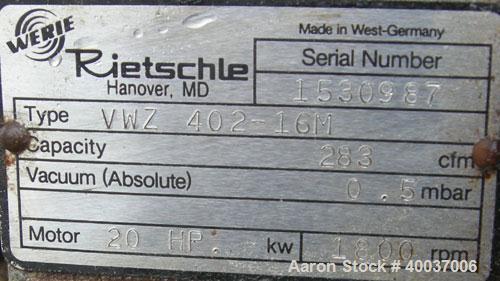 WERIE
Made in West-Germany
Rietschle
Hanover, MD
Serial Number
1530987
Type VWZ 402-16M
Capacity 283 cfm
Vacuum (Absolute) 0.5 mbar
Motor 20 HP. kw 1800 rpm
Aaron Stock # 40037006